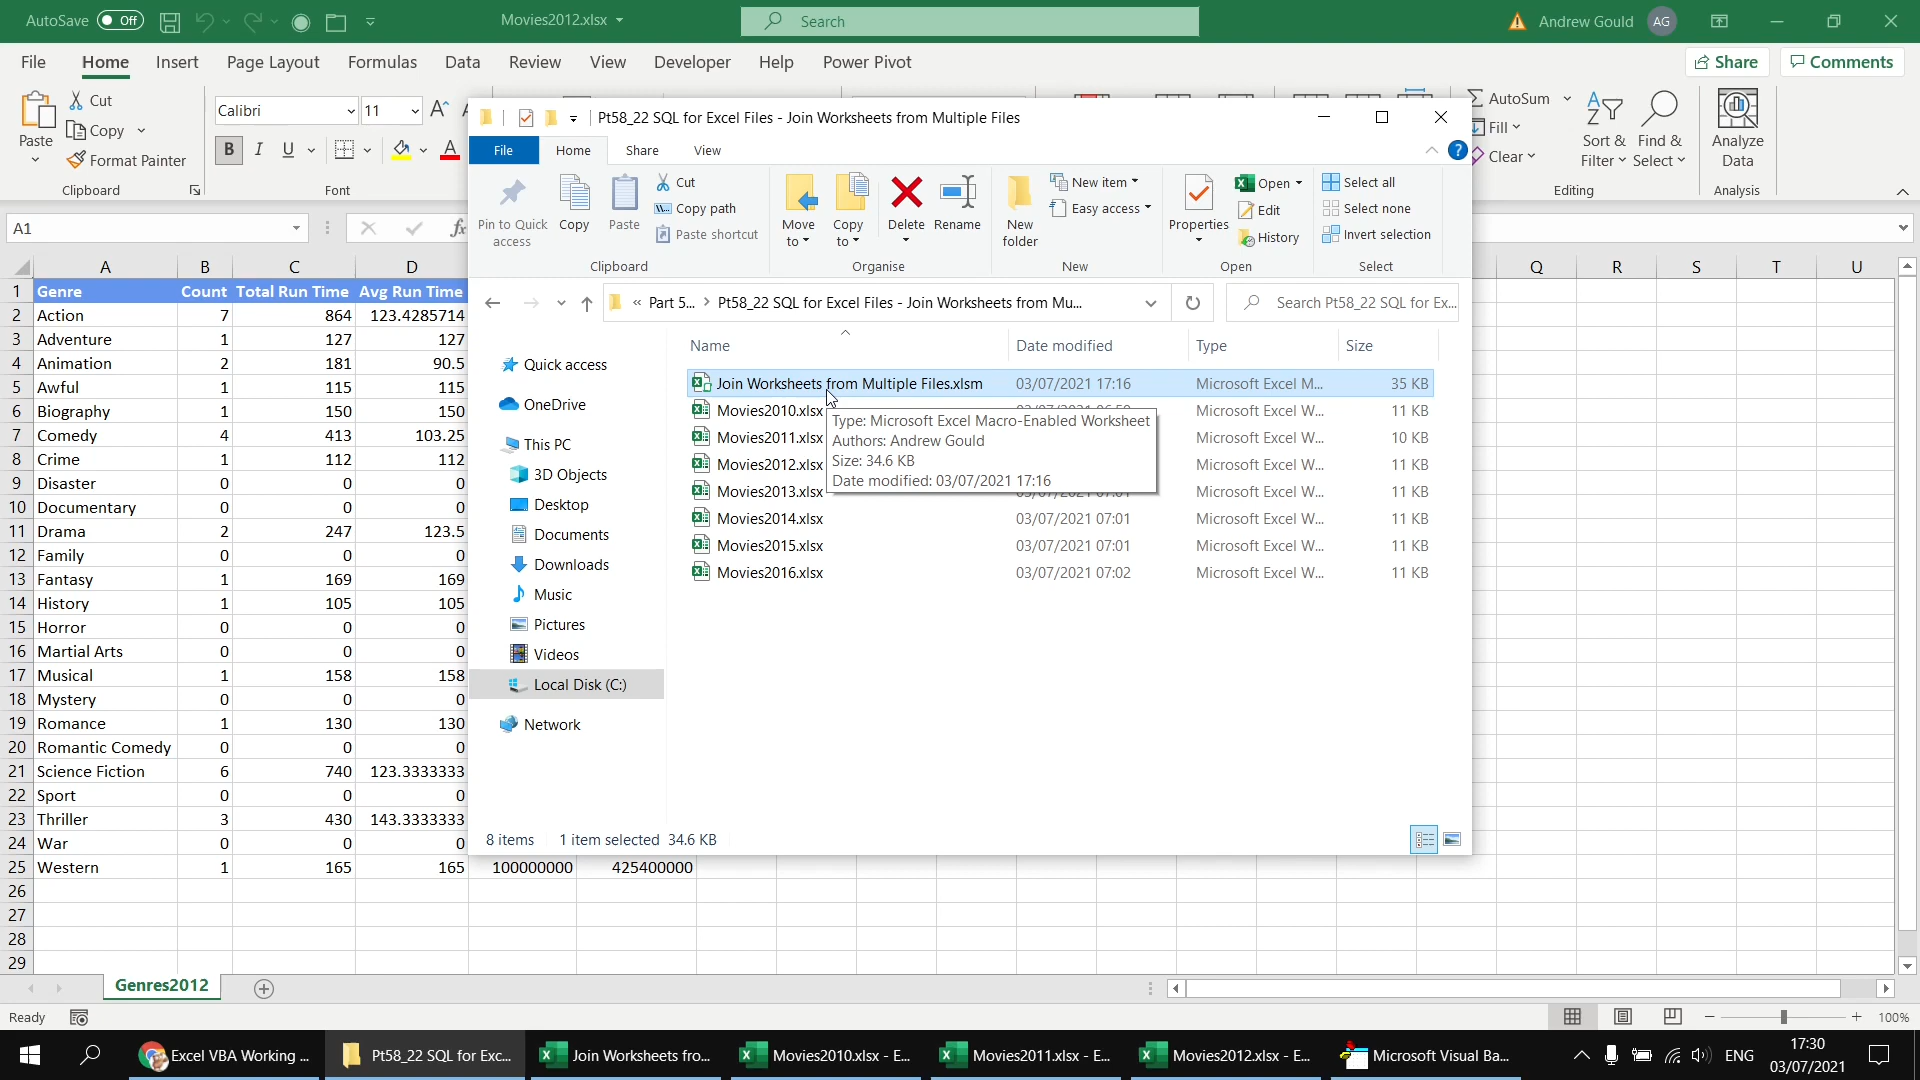 AutoSave Off Movies2012.xlsx Search Andrew Gould AG
File Home Insert Page Layout Formulas Data Review View Developer Help Power Pivot Share Comments
Paste Cut Copy Format Painter Clipboard
Calibri 11 B I U A Font
AutoSum Fill Clear Sort & Filter Find & Select Editing
Analyze Data Analysis
A1 fx
A B C D Q R S T U
1 Genre Count Total Run Time Avg Run Time
2 Action 7 864 123.4285714
3 Adventure 1 127 127
4 Animation 2 181 90.5
5 Awful 1 115 115
6 Biography 1 150 150
7 Comedy 4 413 103.25
8 Crime 1 112 112
9 Disaster 0 0 0
10 Documentary 0 0 0
11 Drama 2 247 123.5
12 Family 0 0 0
13 Fantasy 1 169 169
14 History 1 105 105
15 Horror 0 0 0
16 Martial Arts 0 0 0
17 Musical 1 158 158
18 Mystery 0 0 0
19 Romance 1 130 130
20 Romantic Comedy 0 0 0
21 Science Fiction 6 740 123.3333333
22 Sport 0 0 0
23 Thriller 3 430 143.3333333
24 War 0 0 0
25 Western 1 165 165 100000000 425400000
26
27
28
29
Pt58_22 SQL for Excel Files - Join Worksheets from Multiple Files
File Home Share View ?
Pin to Quick access Copy Paste Cut Copy path Paste shortcut Clipboard
Move to Copy to Delete Rename Organise
New folder New item Easy access New
Properties Open Edit History Open
Select all Select none Invert selection Select
« Part 5... Pt58_22 SQL for Excel Files - Join Worksheets from Mu... Search Pt58_22 SQL for Ex...
Quick access
OneDrive
This PC
3D Objects
Desktop
Documents
Downloads
Music
Pictures
Videos
Local Disk (C:)
Network
Name Date modified Type Size
Join Worksheets from Multiple Files.xlsm 03/07/2021 17:16 Microsoft Excel M... 35 KB
Movies2010.xlsx Microsoft Excel W... 11 KB
Movies2011.xlsx Microsoft Excel W... 10 KB
Movies2012.xlsx Microsoft Excel W... 11 KB
Movies2013.xlsx Microsoft Excel W... 11 KB
Movies2014.xlsx 03/07/2021 07:01 Microsoft Excel W... 11 KB
Movies2015.xlsx 03/07/2021 07:01 Microsoft Excel W... 11 KB
Movies2016.xlsx 03/07/2021 07:02 Microsoft Excel W... 11 KB
Type: Microsoft Excel Macro-Enabled Worksheet
Authors: Andrew Gould
Size: 34.6 KB
Date modified: 03/07/2021 17:16
8 items 1 item selected 34.6 KB
Genres2012
Ready 100%
Excel VBA Working ... Pt58_22 SQL for Exc... Join Worksheets fro... Movies2010.xlsx - E... Movies2011.xlsx - E... Movies2012.xlsx - E... Microsoft Visual Ba... ENG 17:30
03/07/2021